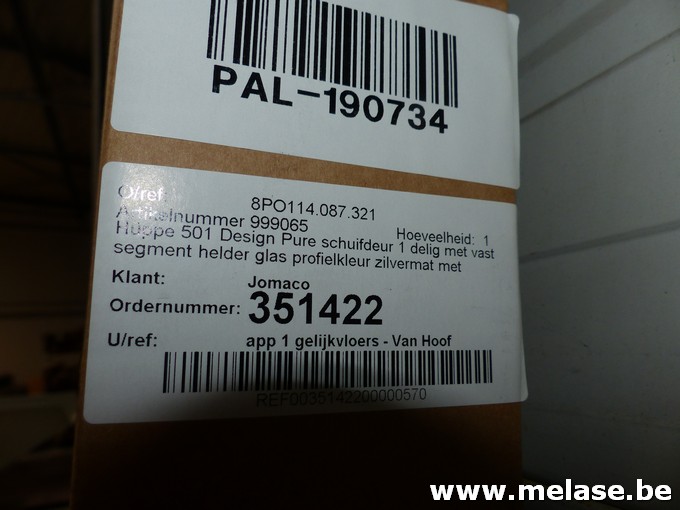 PAL-190734
O/ref: 8PO114.087.321
Artikelnummer 999065 Hoeveelheid: 1
Hüppe 501 Design Pure schuifdeur 1 delig met vast
segment helder glas profielkleur zilvermat met
Klant: Jomaco
Ordernummer: 351422
U/ref: app 1 gelijkvloers - Van Hoof
REF0035142200000570
www.melase.be